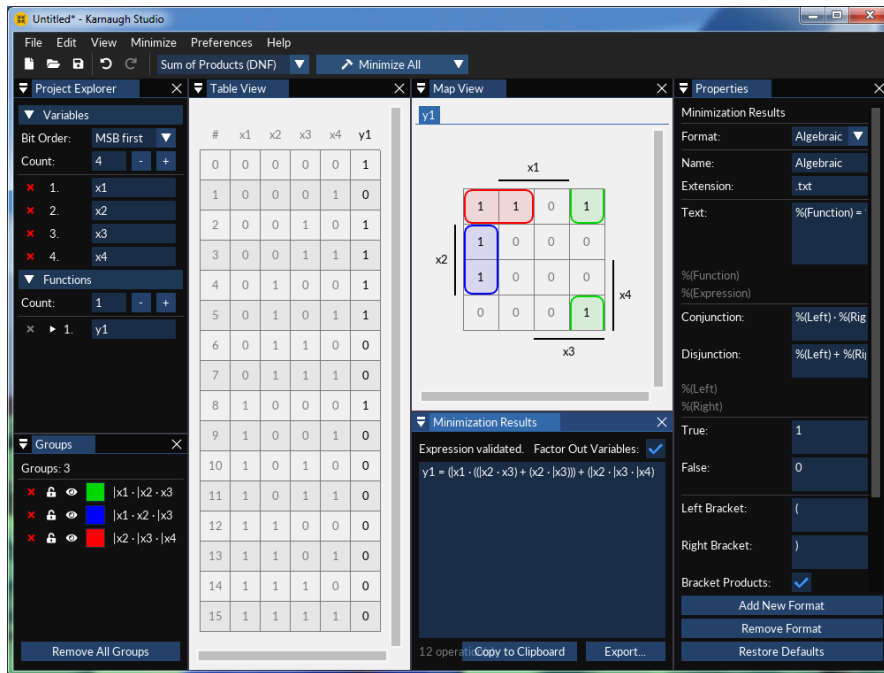 Untitled* - Karnaugh Studio
File Edit View Minimize Preferences Help
Sum of Products (DNF) Minimize All
Project Explorer
Variables
Bit Order: MSB first
Count: 4 - +
1. x1
2. x2
3. x3
4. x4
Functions
Count: 1 - +
1. y1
Groups
Groups: 3
|x1 · |x2 · x3
|x1 · x2 · |x3
|x2 · |x3 · |x4
Remove All Groups
Table View
# x1 x2 x3 x4 y1
0 0 0 0 0 1
1 0 0 0 1 0
2 0 0 1 0 1
3 0 0 1 1 1
4 0 1 0 0 1
5 0 1 0 1 1
6 0 1 1 0 0
7 0 1 1 1 0
8 1 0 0 0 1
9 1 0 0 1 0
10 1 0 1 0 0
11 1 0 1 1 0
12 1 1 0 0 0
13 1 1 0 1 0
14 1 1 1 0 0
15 1 1 1 1 0
Map View
y1
x1
1 1 0 1
1 0 0 0
x2
1 0 0 0
x4
0 0 0 1
x3
Minimization Results
Expression validated. Factor Out Variables:
y1 = (|x1 · ((|x2 · x3) + (x2 · |x3))) + (|x2 · |x3 · |x4)
12 operati
Copy to Clipboard Export...
Properties
Minimization Results
Format: Algebraic
Name: Algebraic
Extension: .txt
Text: %(Function) = '
%(Function)
%(Expression)
Conjunction: %(Left) · %(Rig
Disjunction: %(Left) + %(Ri
%(Left)
%(Right)
True: 1
False: 0
Left Bracket: (
Right Bracket: )
Bracket Products:
Add New Format
Remove Format
Restore Defaults